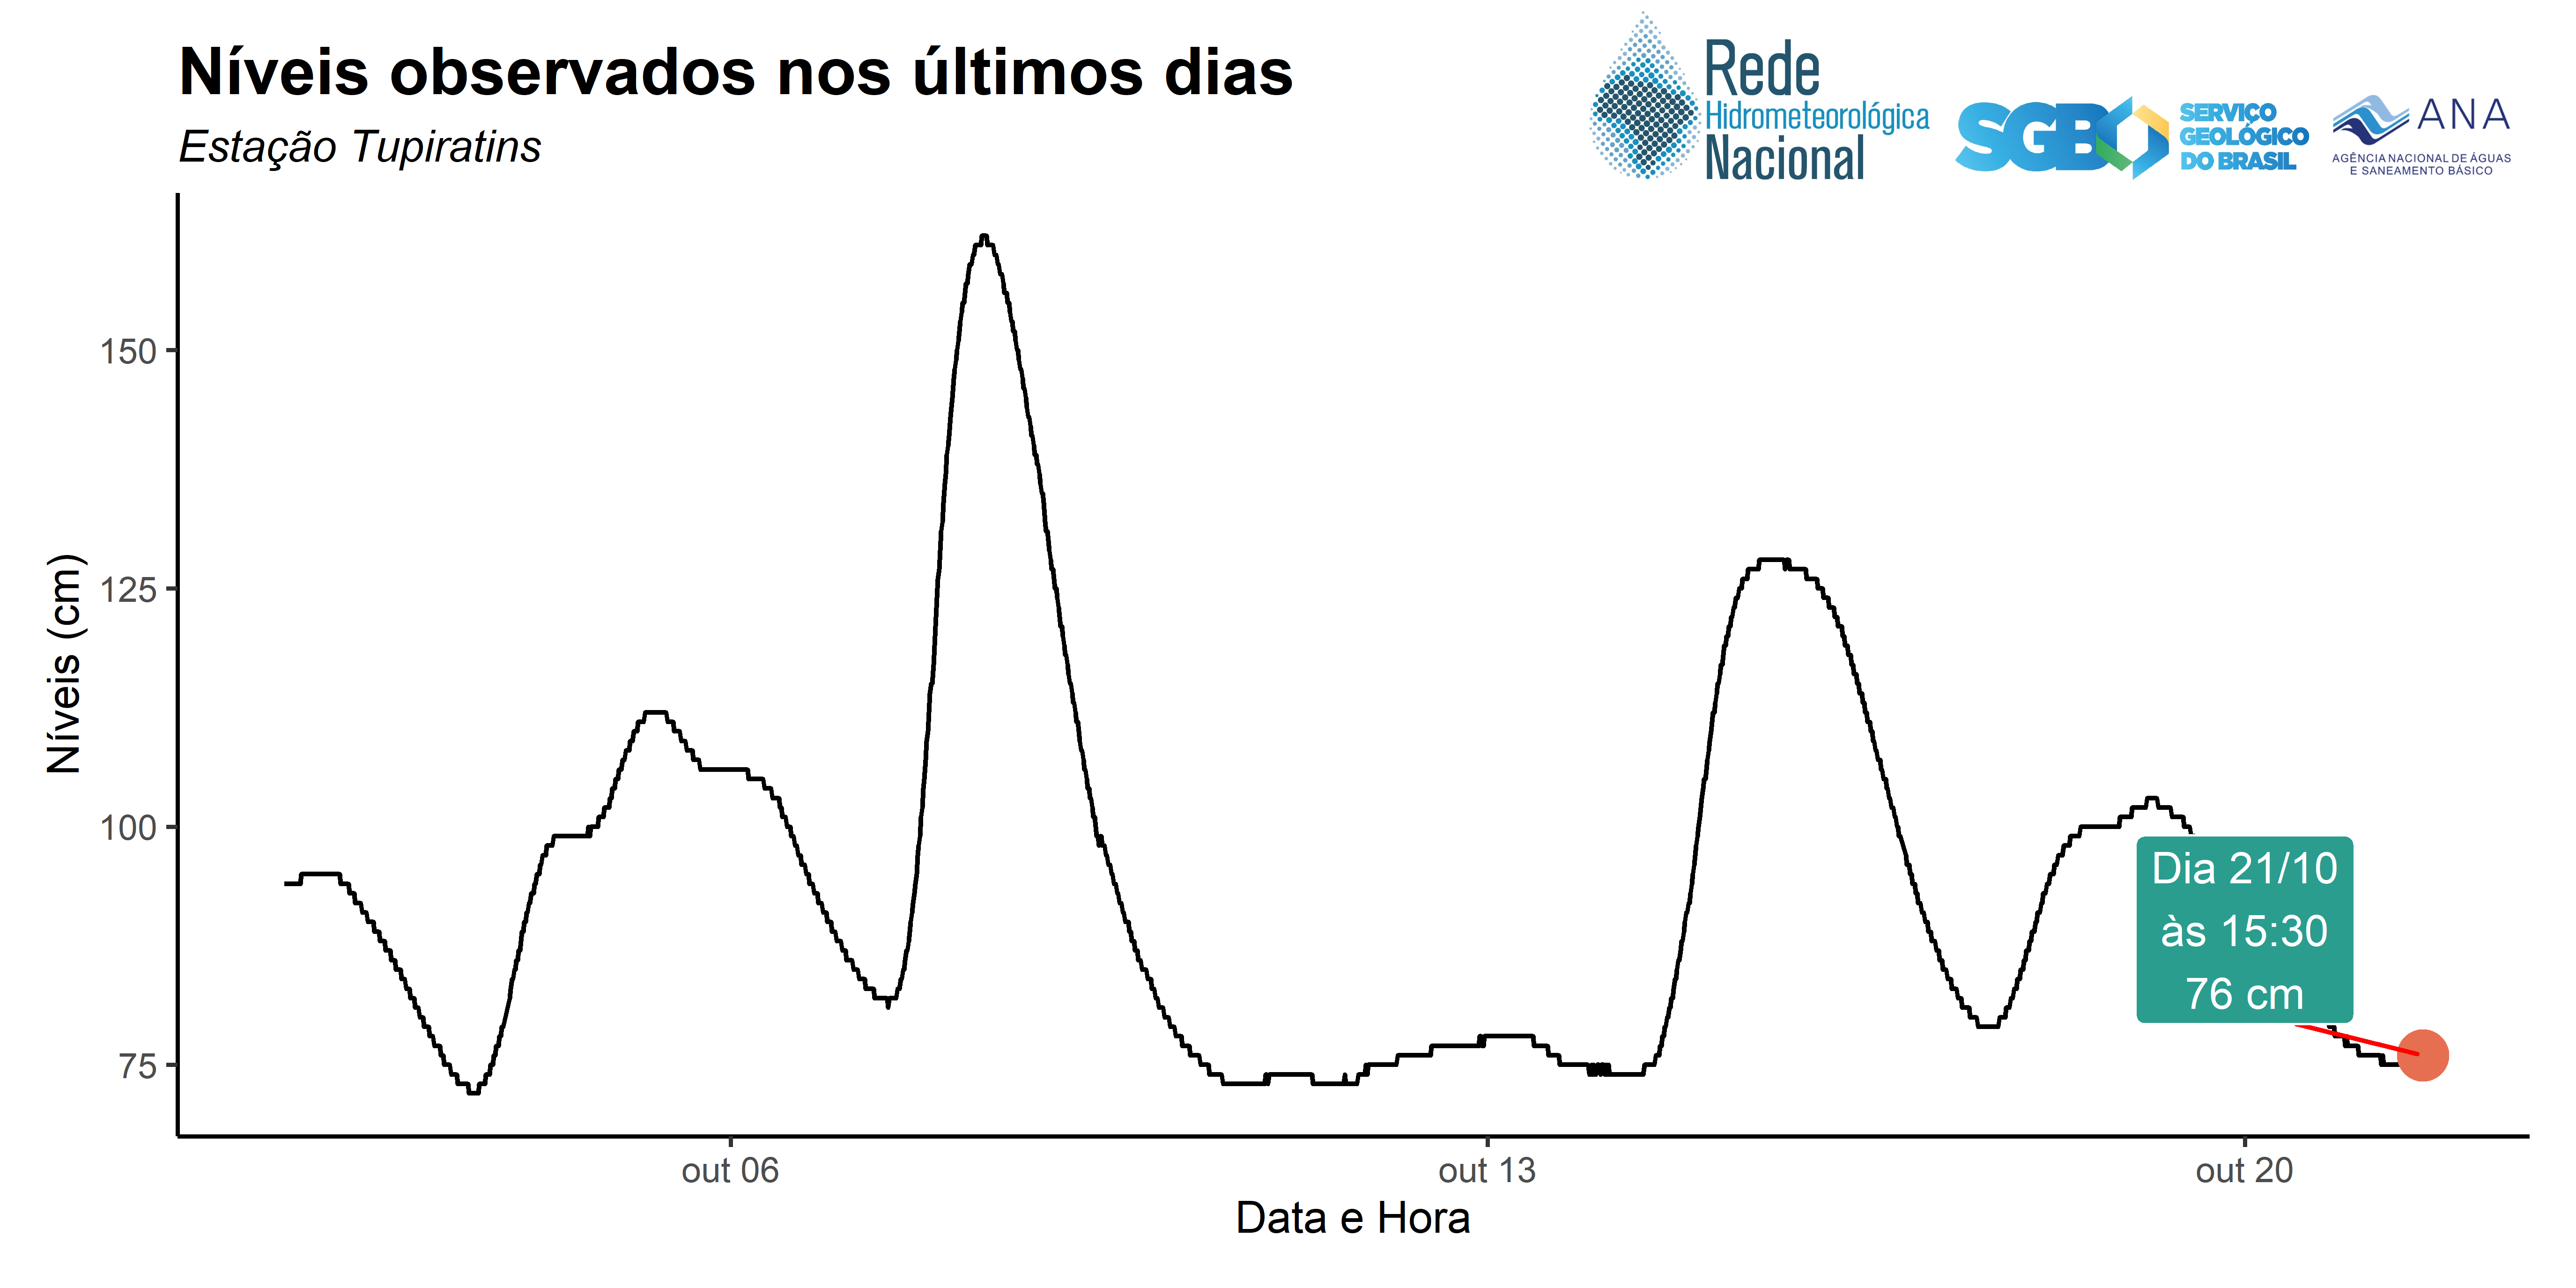 Níveis observados nos últimos dias
Estação Tupiratins
Rede
Hidrometeorológica
Nacional
SGB
SERVIÇO
GEOLÓGICO
DO BRASIL
ANA
AGÊNCIA NACIONAL DE ÁGUAS
E SANEAMENTO BÁSICO
Níveis (cm)
150
125
100
75
Dia 21/10
às 15:30
76 cm
out 06
out 13
out 20
Data e Hora